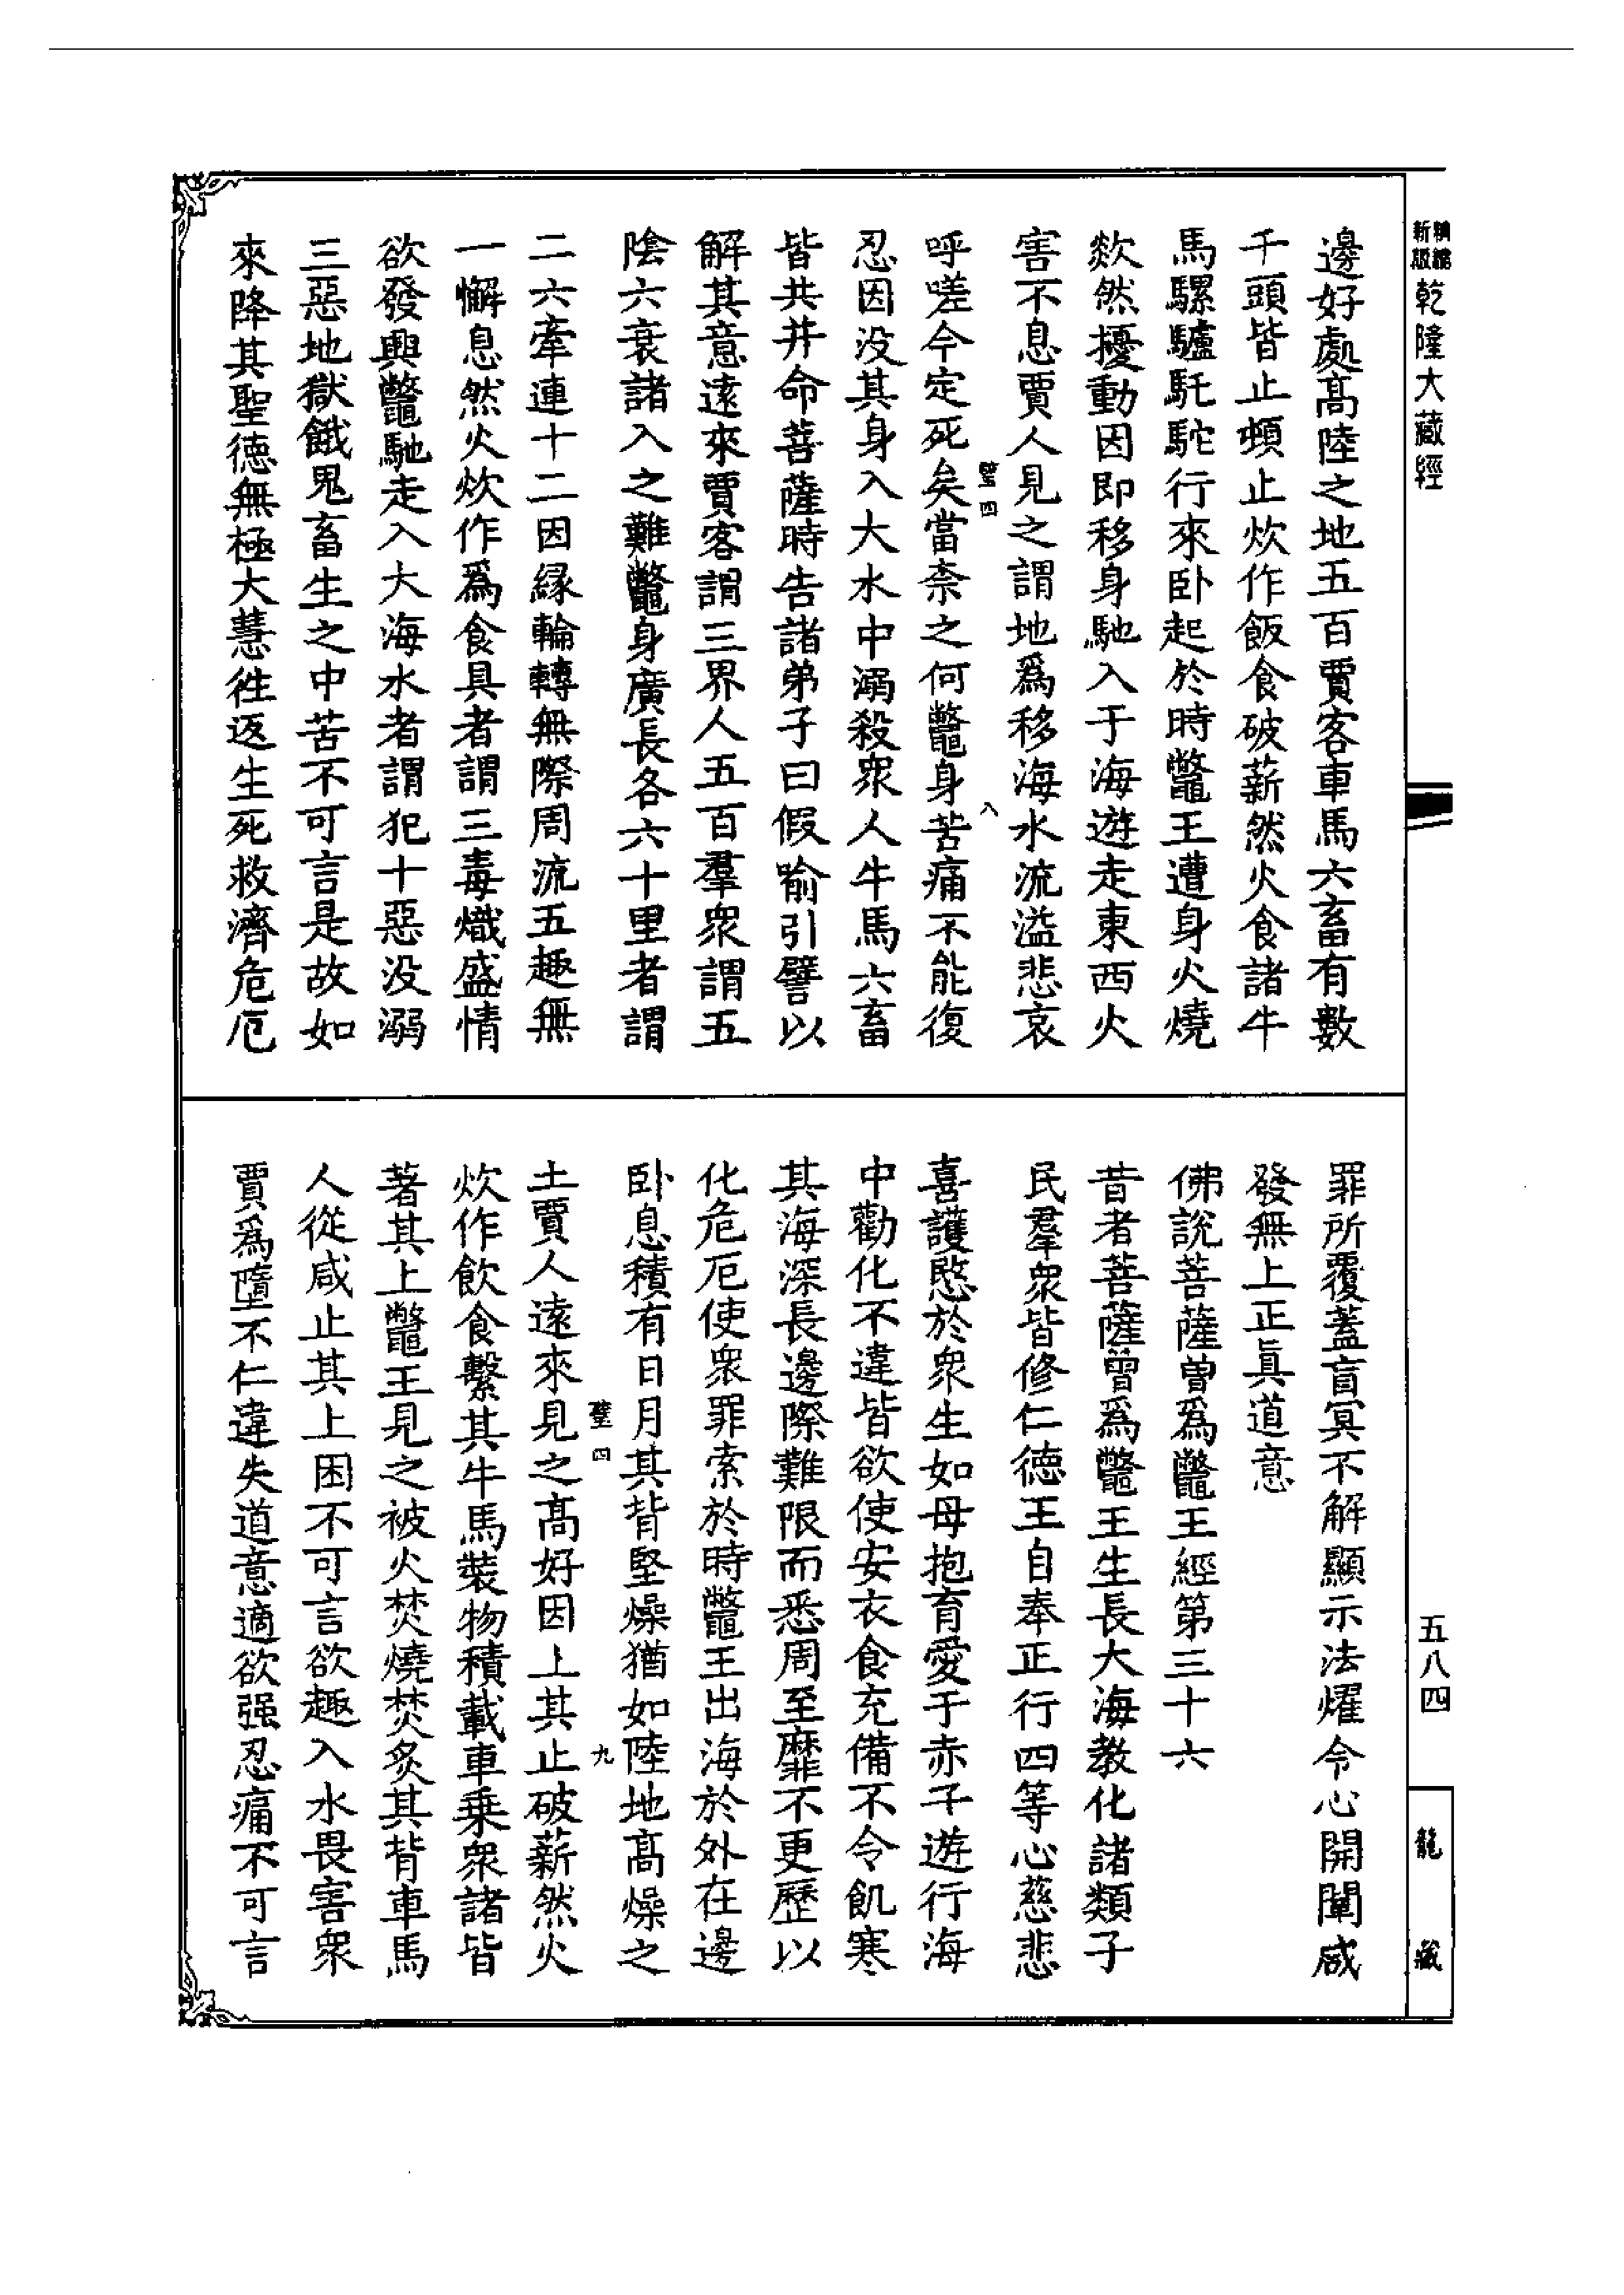 新編縮版乾隆大藏經
邊好處髙陸之地五百賈客車馬六畜有數
千頭皆止頓止炊作飯食破薪然火食諸牛
馬騾驢馲駝行來卧起於時鼈王遭身火燒
欻然擾動因即移身馳入于海遊走東西火
害不息賈人見之謂地爲移海水流溢悲哀
璧四
八
呼嗟今定死矣當柰之何鼈身苦痛不能復
忍因没其身入大水中溺殺衆人牛馬六畜
皆共并命菩薩時告諸弟子曰假喻引譬以
解其意逺來賈客謂三界人五百羣衆謂五
陰六衰諸入之難鼈身廣長各六十里者謂
二六牽連十二因縁輪轉無際周流五趣無
一懈息然火炊作爲食具者謂三毒熾盛情
欲發興鼈馳走入大海水者謂犯十惡没溺
三惡地獄餓鬼畜生之中苦不可言是故如
來降其聖德無極大慧徃返生死救濟危厄
罪所覆蓋盲冥不解顯示法燿令心開闡咸
發無上正眞道意
佛說菩薩曾爲鼈王經第三十六
昔者菩薩曾爲鼈王生長大海教化諸類子
民羣衆皆修仁德王自奉正行四等心慈悲
喜護愍於衆生如母抱育愛于赤子遊行海
中勸化不違皆欲使安衣食充備不令飢寒
其海深長邊際難限而悉周至靡不更歷以
化危厄使衆罪索於時鼈王出海於外在邊
卧息積有日月其背堅燥猶如陸地髙燥之
璧四
九
土賈人逺來見之髙好因上其止破薪然火
炊作飲食繫其牛馬裝物積載車乗衆諸皆
著其上鼈王見之被火焚燒焚炙其背車馬
人從咸止其上困不可言欲趣入水畏害衆
賈爲墮不仁違失道意適欲强忍痛不可言
五八四
龍藏